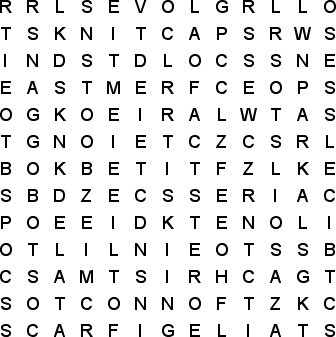 R R L S E V O L G R L L O
T S K N I T C A P S R W S
I N D S T D L O C S S N E
E A S T M E R F C E O P S
O G K O E I R A L W T A S
T G N O I E T C Z C S R L
B O K B E T I T F Z L K E
S B D Z E C S S E R I A C
P O E E I D K T E N O L I
O T L I L N I E O T S S B
C S A M T S I R H C A G T
S O T C O N N O F T Z K C
S C A R F I G E L I A T S